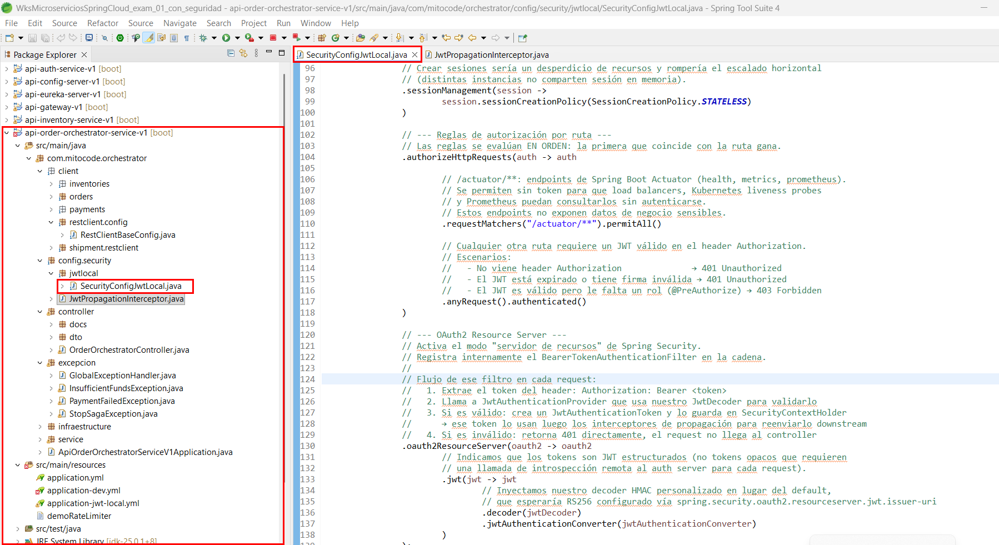 WksMicroserviciosSpringCloud_exam_01_con_seguridad - api-order-orchestrator-service-v1/src/main/java/com/mitocode/orchestrator/config/security/jwtlocal/SecurityConfigJwtLocal.java - Spring Tool Suite 4
File Edit Source Refactor Source Navigate Search Project Run Window Help
Package Explorer
api-auth-service-v1 [boot]
api-config-server-v1 [boot]
api-eureka-server-v1 [boot]
api-gateway-v1 [boot]
api-inventory-service-v1 [boot]
api-order-orchestrator-service-v1 [boot]
src/main/java
com.mitocode.orchestrator
client
inventories
orders
payments
restclient.config
RestClientBaseConfig.java
shipment.restclient
config.security
jwtlocal
SecurityConfigJwtLocal.java
JwtPropagationInterceptor.java
controller
docs
dto
OrderOrchestratorController.java
excepcion
GlobalExceptionHandler.java
InsufficientFundsException.java
PaymentFailedException.java
StopSagaException.java
infraestructure
service
ApiOrderOrchestratorServiceV1Application.java
src/main/resources
application.yml
application-dev.yml
application-jwt-local.yml
demoRateLimiter
src/test/java
JRE System Library [jdk-25.0.1+8]
SecurityConfigJwtLocal.java JwtPropagationInterceptor.java
96 // Crear sesiones sería un desperdicio de recursos y rompería el escalado horizontal
97 // (distintas instancias no comparten sesión en memoria).
98 .sessionManagement(session ->
99 session.sessionCreationPolicy(SessionCreationPolicy.STATELESS)
100 )
101
102 // --- Reglas de autorización por ruta ---
103 // Las reglas se evalúan EN ORDEN: la primera que coincide con la ruta gana.
104 .authorizeHttpRequests(auth -> auth
105
106 // /actuator/**: endpoints de Spring Boot Actuator (health, metrics, prometheus).
107 // Se permiten sin token para que load balancers, Kubernetes liveness probes
108 // y Prometheus puedan consultarlos sin autenticarse.
109 // Estos endpoints no exponen datos de negocio sensibles.
110 .requestMatchers("/actuator/**").permitAll()
111
112 // Cualquier otra ruta requiere un JWT válido en el header Authorization.
113 // Escenarios:
114 // - No viene header Authorization → 401 Unauthorized
115 // - El JWT está expirado o tiene firma inválida → 401 Unauthorized
116 // - El JWT es válido pero le falta un rol (@PreAuthorize) → 403 Forbidden
117 .anyRequest().authenticated()
118 )
119
120 // --- OAuth2 Resource Server ---
121 // Activa el modo "servidor de recursos" de Spring Security.
122 // Registra internamente el BearerTokenAuthenticationFilter en la cadena.
123 //
124 // Flujo de ese filtro en cada request:
125 // 1. Extrae el token del header: Authorization: Bearer <token>
126 // 2. Llama a JwtAuthenticationProvider que usa nuestro JwtDecoder para validarlo
127 // 3. Si es válido: crea un JwtAuthenticationToken y lo guarda en SecurityContextHolder
128 // → ese token lo usan luego los interceptores de propagación para reenviarlo downstream
129 // 4. Si es inválido: retorna 401 directamente, el request no llega al controller
130 .oauth2ResourceServer(oauth2 -> oauth2
131 // Indicamos que los tokens son JWT estructurados (no tokens opacos que requieren
132 // una llamada de introspección remota al auth server para cada request).
133 .jwt(jwt -> jwt
134 // Inyectamos nuestro decoder HMAC personalizado en lugar del default,
135 // que esperaría RS256 configurado vía spring.security.oauth2.resourceserver.jwt.issuer-uri
136 .decoder(jwtDecoder)
137 .jwtAuthenticationConverter(jwtAuthenticationConverter)
138 )